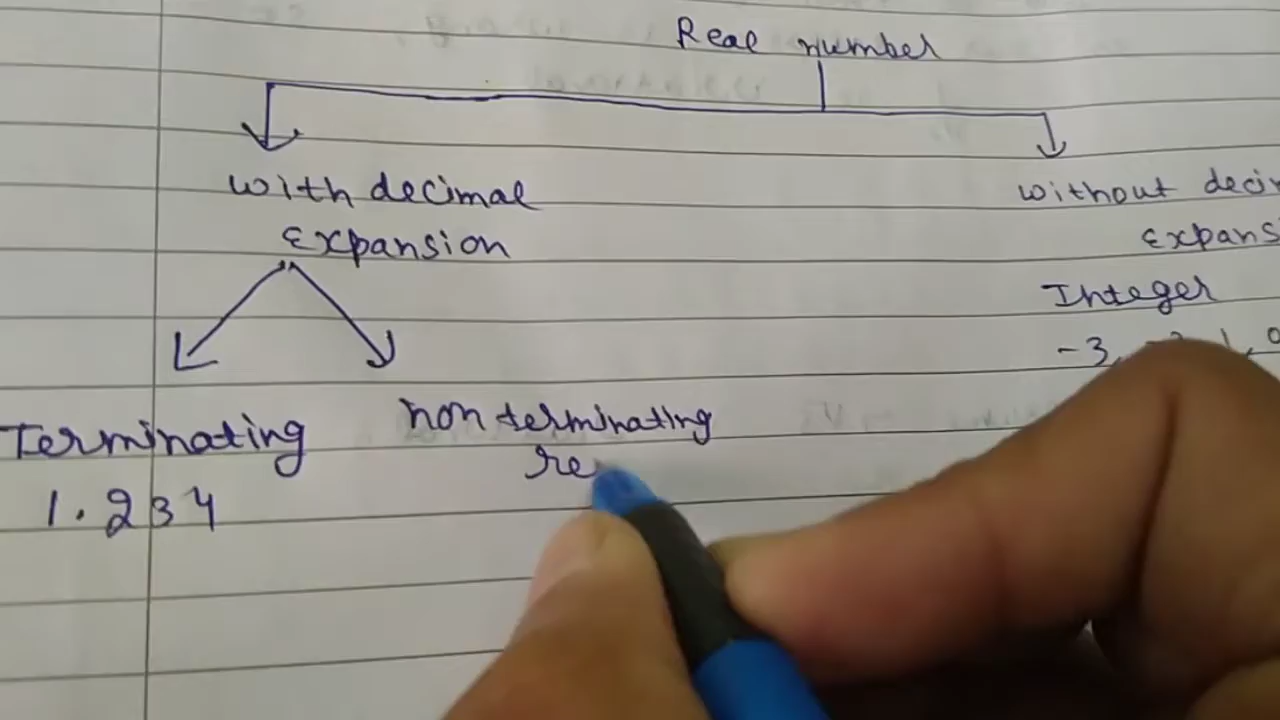 Real number
with decimal
Expansion
without deci
Expans
Integer
-3,
Terminating
non terminating
re
1.234